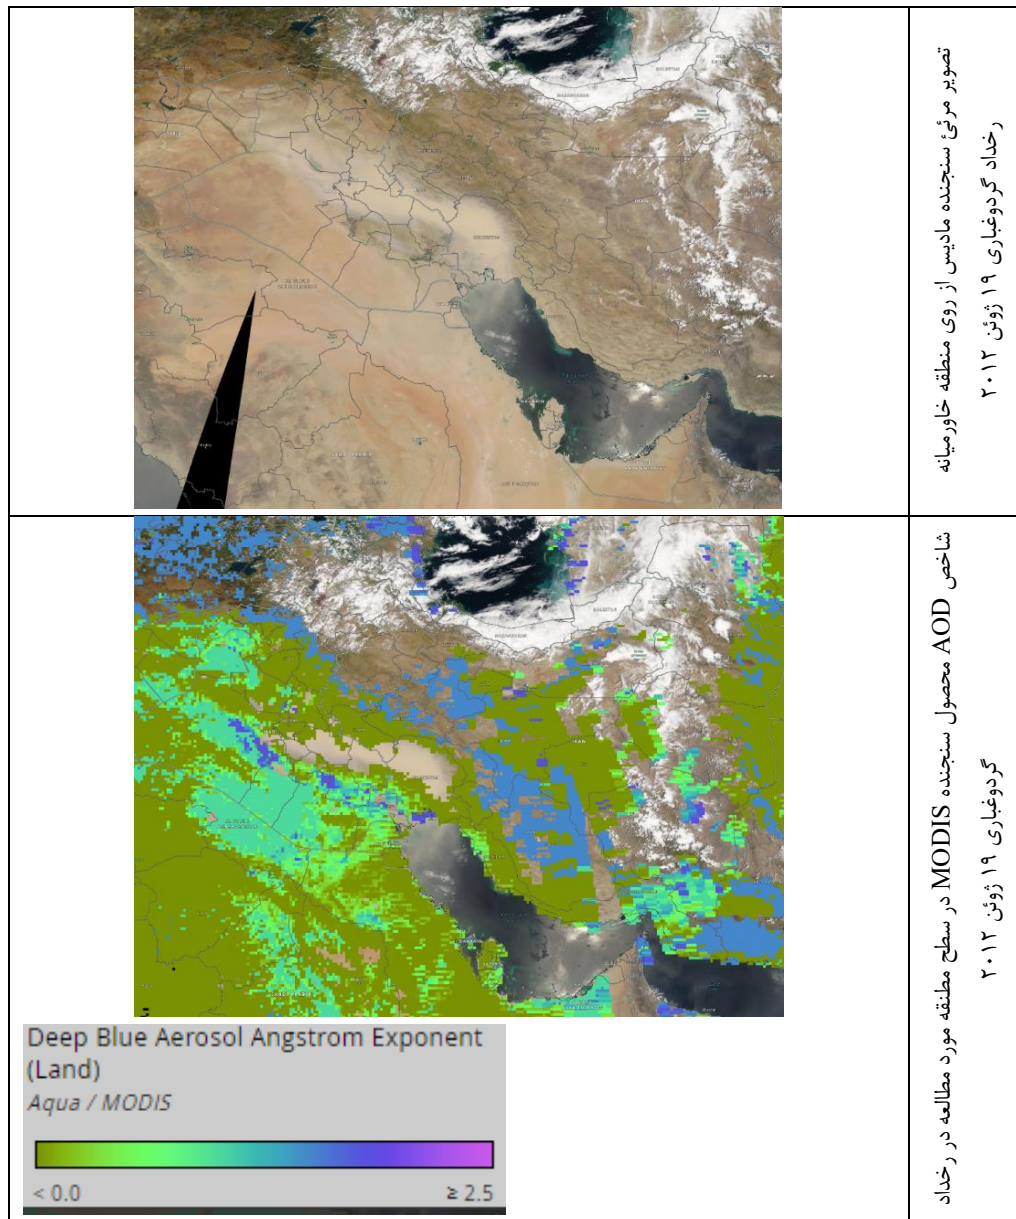 تصویر مرئئ سنجنده مادیس از روی منطقه خاورمیانه
رخداد گردوغباری ۱۹ ژوئن ۲۰۱۲
شاخص AOD محصول سنجنده MODIS در سطح مطنقه مورد مطالعه در رخداد
گردوغباری ۱۹ ژوئن ۲۰۱۲
Deep Blue Aerosol Angstrom Exponent
(Land)
Aqua / MODIS
< 0.0
≥ 2.5